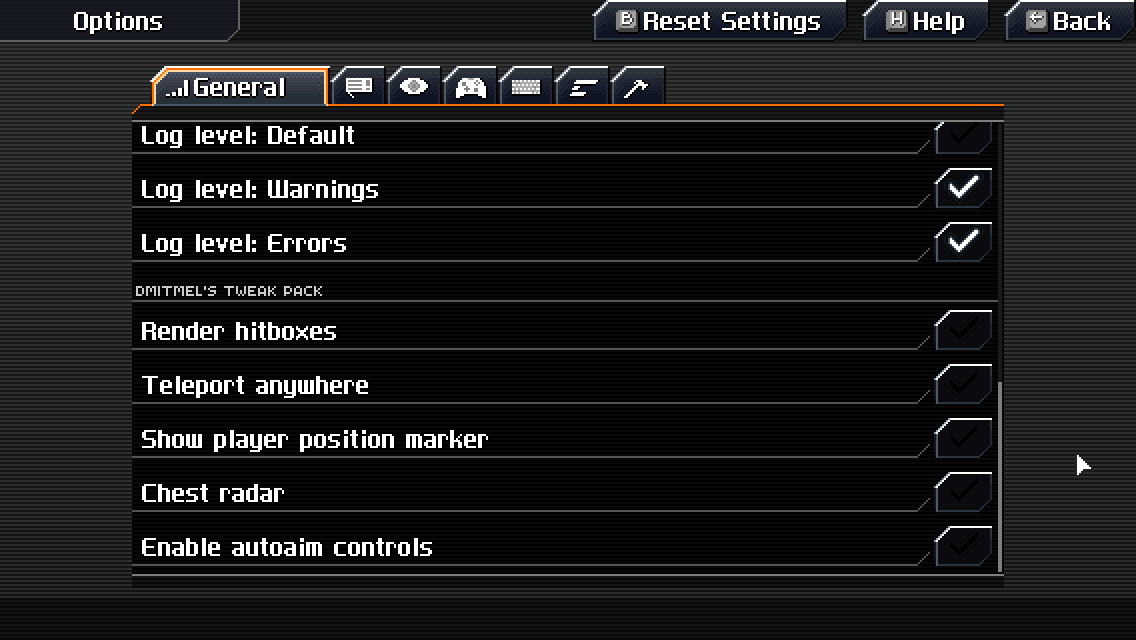 Options
B Reset Settings
H Help
Back
General
Log level: Default
Log level: Warnings
Log level: Errors
DMITMEL'S TWEAK PACK
Render hitboxes
Teleport anywhere
Show player position marker
Chest radar
Enable autoaim controls